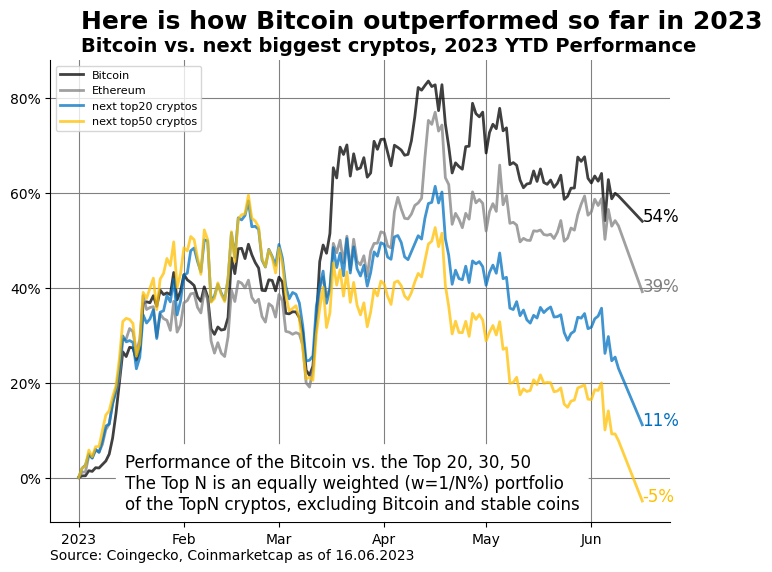 Here is how Bitcoin outperformed so far in 2023
Bitcoin vs. next biggest cryptos, 2023 YTD Performance
Bitcoin
Ethereum
next top20 cryptos
next top50 cryptos
80%
60%
40%
20%
0%
54%
39%
11%
-5%
Performance of the Bitcoin vs. the Top 20, 30, 50
The Top N is an equally weighted (w=1/N%) portfolio
of the TopN cryptos, excluding Bitcoin and stable coins
2023 Feb Mar Apr May Jun
Source: Coingecko, Coinmarketcap as of 16.06.2023